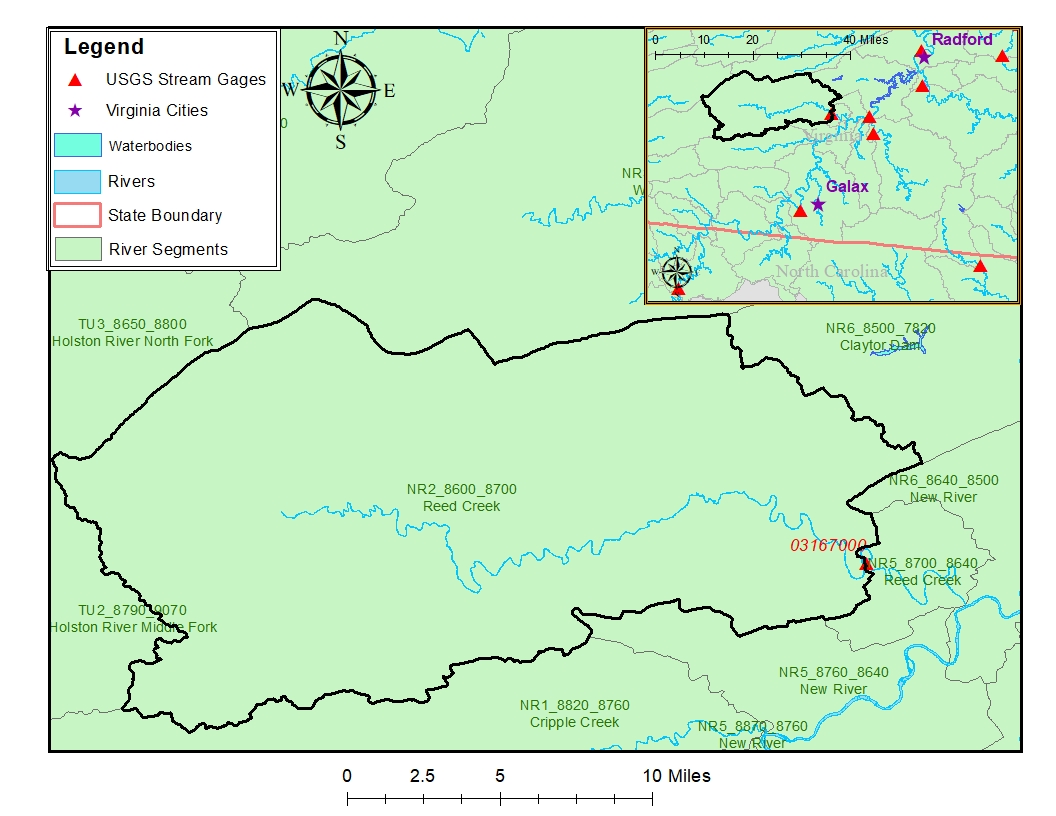 Legend
USGS Stream Gages
Virginia Cities
Waterbodies
Rivers
State Boundary
River Segments
N
W E
S
0
NR
W
0 10 20 40 Miles
Radford
Virginia
Galax
North Carolina
N
W
TU3_8650_8800
Holston River North Fork
NR6_8500_7820
Claytor Dam
NR2_8600_8700
Reed Creek
NR6_8640_8500
New River
03167000
NR5_8700_8640
Reed Creek
TU2_8790_9070
Holston River Middle Fork
NR5_8760_8640
New River
NR1_8820_8760
Cripple Creek
NR5_8870_8760
New River
0 2.5 5 10 Miles